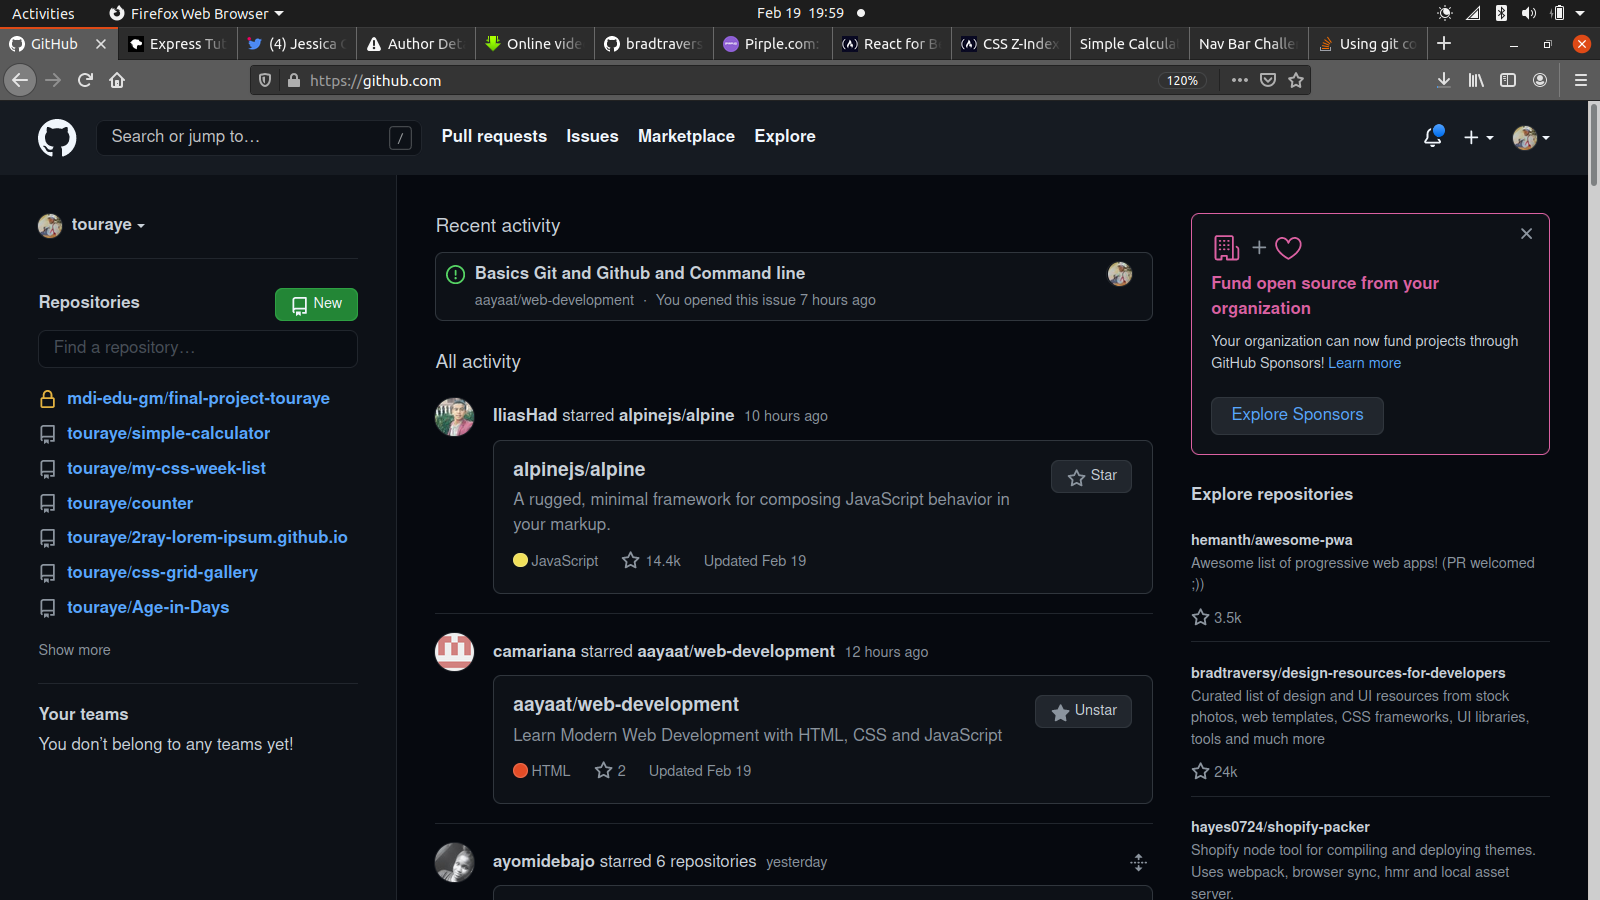 Activities Firefox Web Browser Feb 19 19:59
GitHub Express Tut (4) Jessica Author Det Online vide bradtravers Pirple.com: React for B CSS Z-Index Simple Calcula Nav Bar Challe Using git co
https://github.com 120%
Search or jump to… / Pull requests Issues Marketplace Explore
touraye
Repositories New
Find a repository…
mdi-edu-gm/final-project-touraye
touraye/simple-calculator
touraye/my-css-week-list
touraye/counter
touraye/2ray-lorem-ipsum.github.io
touraye/css-grid-gallery
touraye/Age-in-Days
Show more
Your teams
You don’t belong to any teams yet!
Recent activity
Basics Git and Github and Command line
aayaat/web-development · You opened this issue 7 hours ago
All activity
IliasHad starred alpinejs/alpine 10 hours ago
alpinejs/alpine Star
A rugged, minimal framework for composing JavaScript behavior in
your markup.
JavaScript 14.4k Updated Feb 19
camariana starred aayaat/web-development 12 hours ago
aayaat/web-development Unstar
Learn Modern Web Development with HTML, CSS and JavaScript
HTML 2 Updated Feb 19
ayomidebajo starred 6 repositories yesterday
Fund open source from your
organization
Your organization can now fund projects through
GitHub Sponsors! Learn more
Explore Sponsors
Explore repositories
hemanth/awesome-pwa
Awesome list of progressive web apps! (PR welcomed
;))
3.5k
bradtraversy/design-resources-for-developers
Curated list of design and UI resources from stock
photos, web templates, CSS frameworks, UI libraries,
tools and much more
24k
hayes0724/shopify-packer
Shopify node tool for compiling and deploying themes.
Uses webpack, browser sync, hmr and local asset
server.